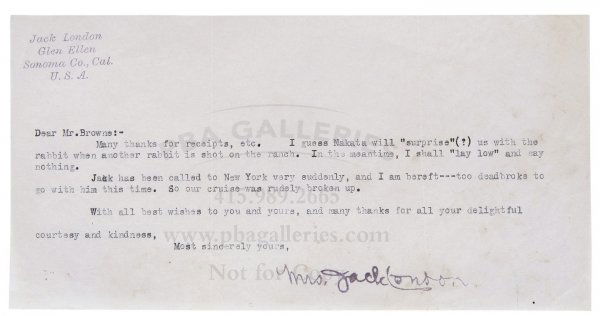 Jack London
Glen Ellen
Sonoma Co., Cal.
U. S. A.
Dear Mr.Browne:-
Many thanks for receipts, etc. I guess Nakata will "surprise"(?) us with the
rabbit when another rabbit is shot on the ranch. In the meantime, I shall "lay low" and say
nothing.
Jack has been called to New York very suddenly, and I am bereft---too deadbroke to
go with him this time. So our cruise was rudely broken up.
With all best wishes to you and yours, and many thanks for all your delightful
courtesy and kindness,
Most sincerely yours,
Mrs. Jack London.
PBA GALLERIES
415.989.2665
www.pbagalleries.com